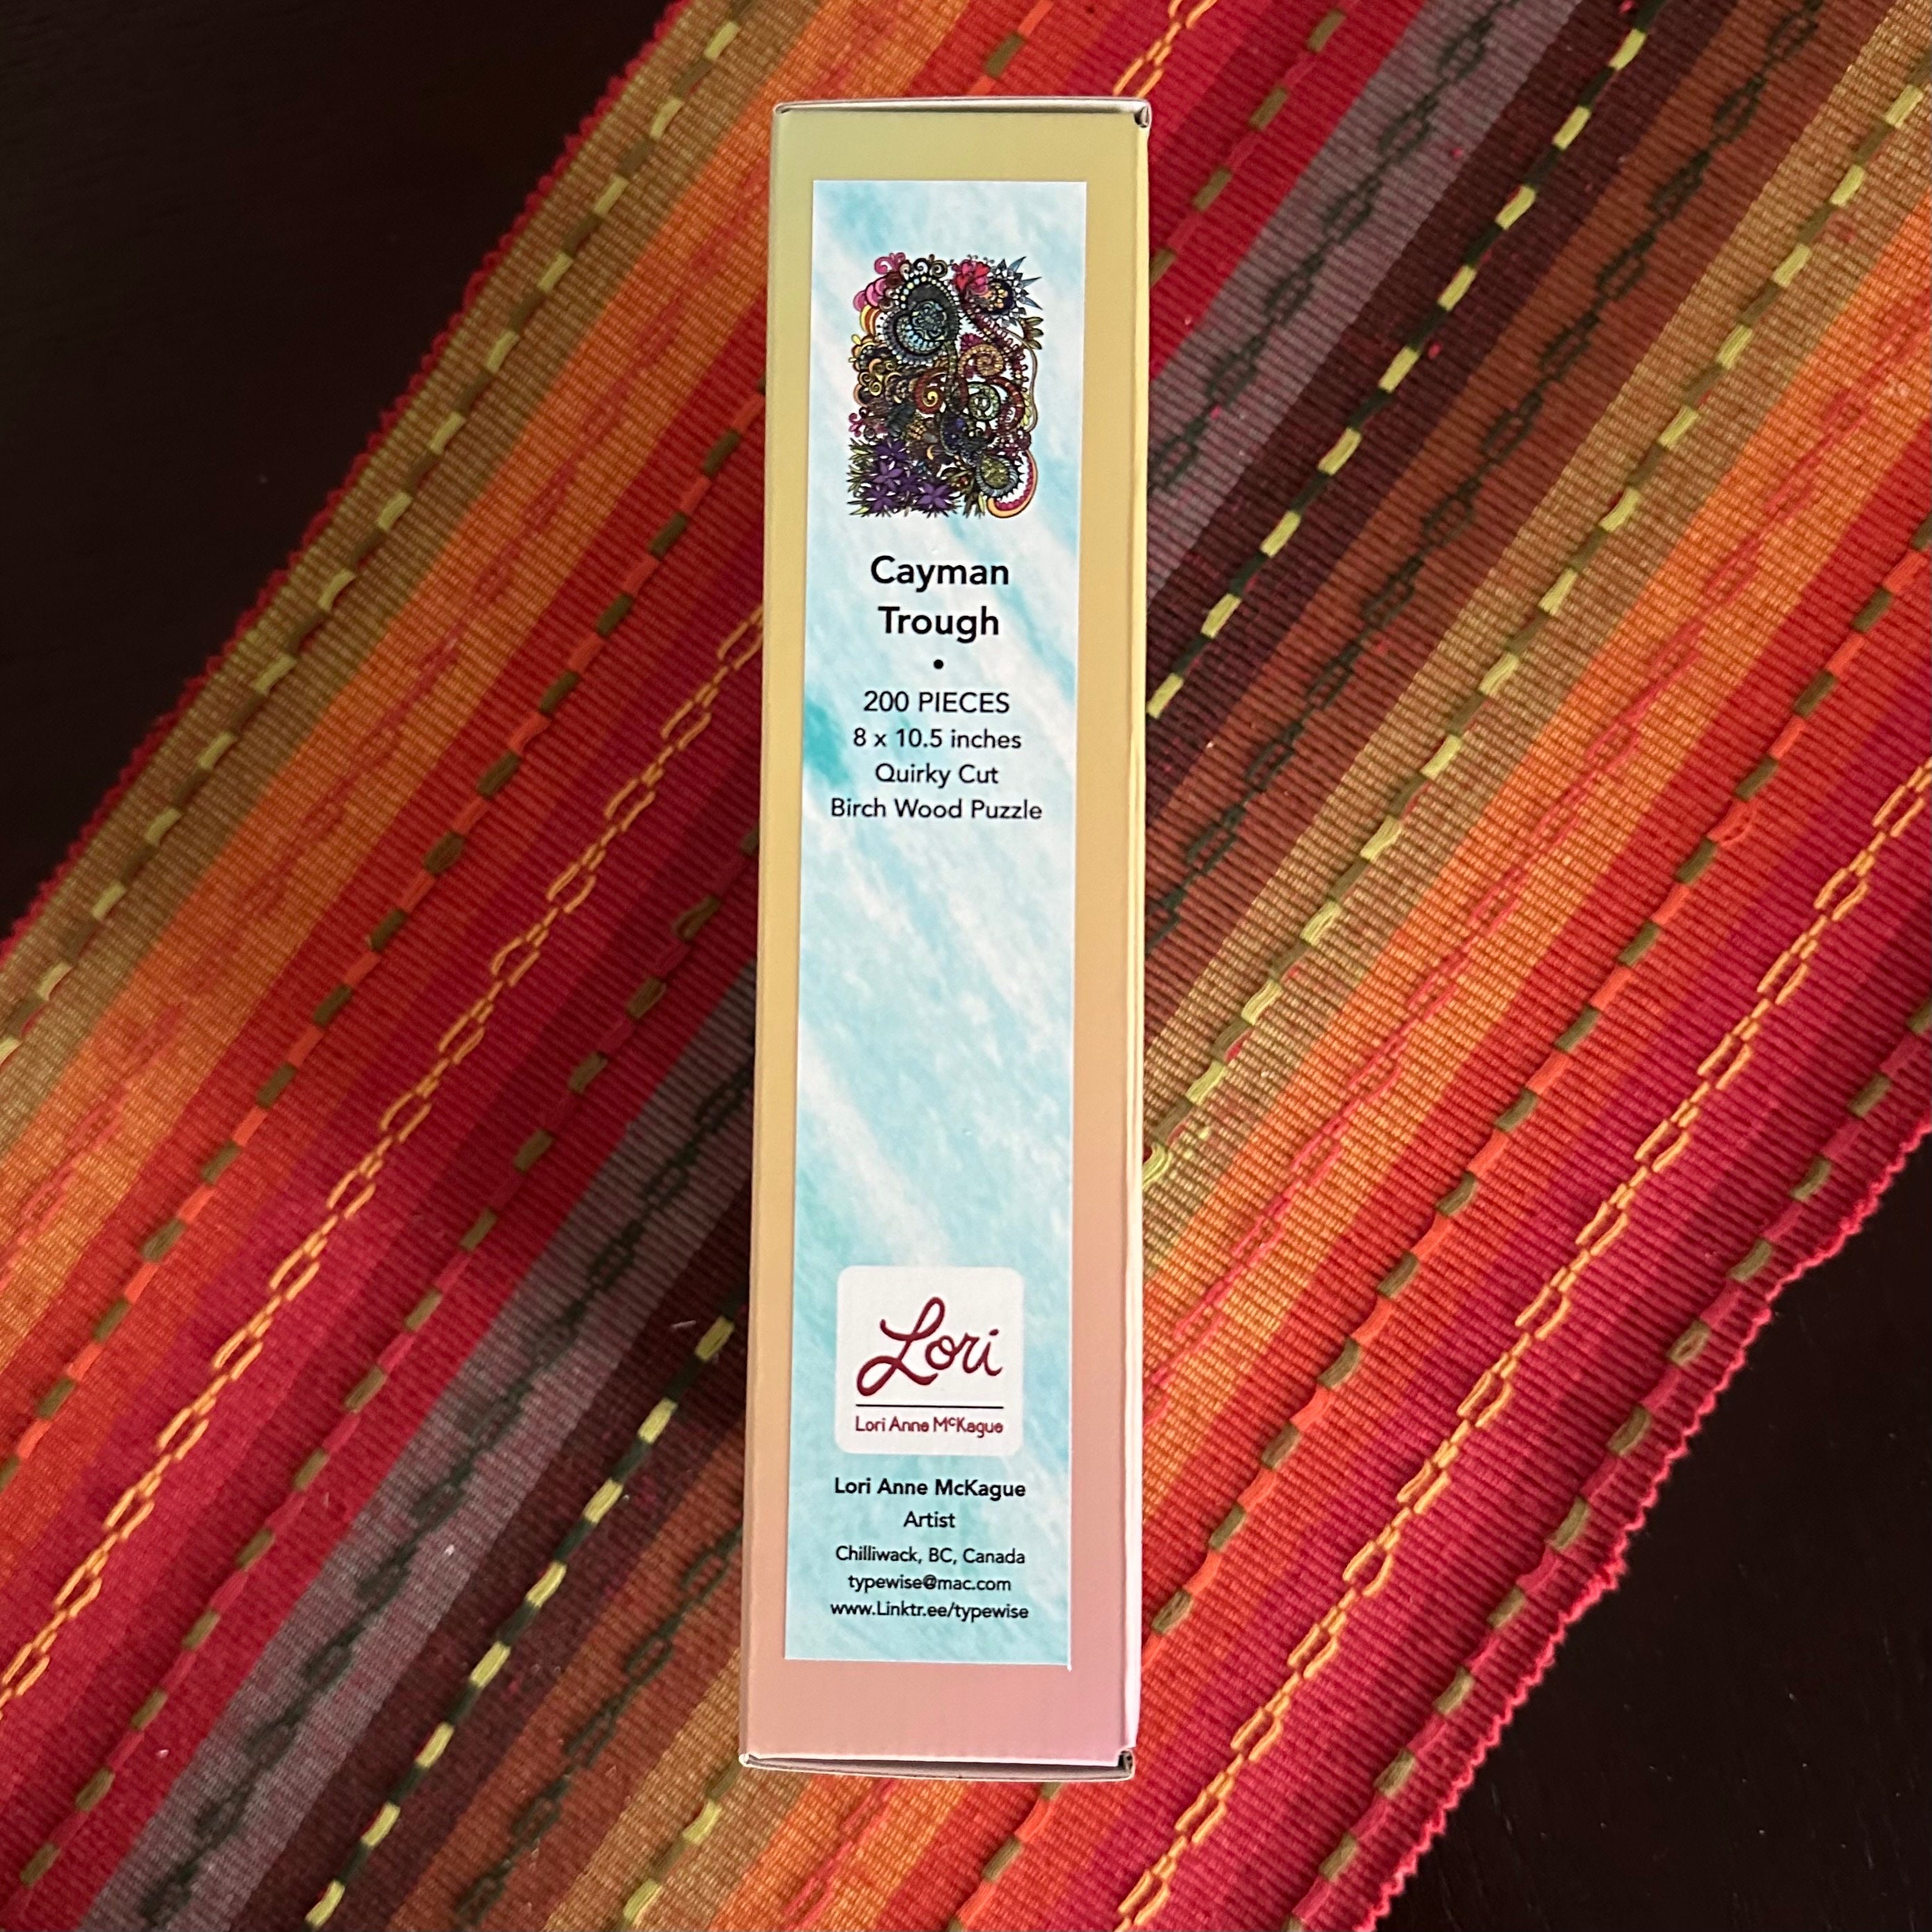 Cayman
Trough
•
200 PIECES
8 x 10.5 inches
Quirky Cut
Birch Wood Puzzle
Lori
Lori Anne McKague
Lori Anne McKague
Artist
Chilliwack, BC, Canada
typewise@mac.com
www.Linktr.ee/typewise